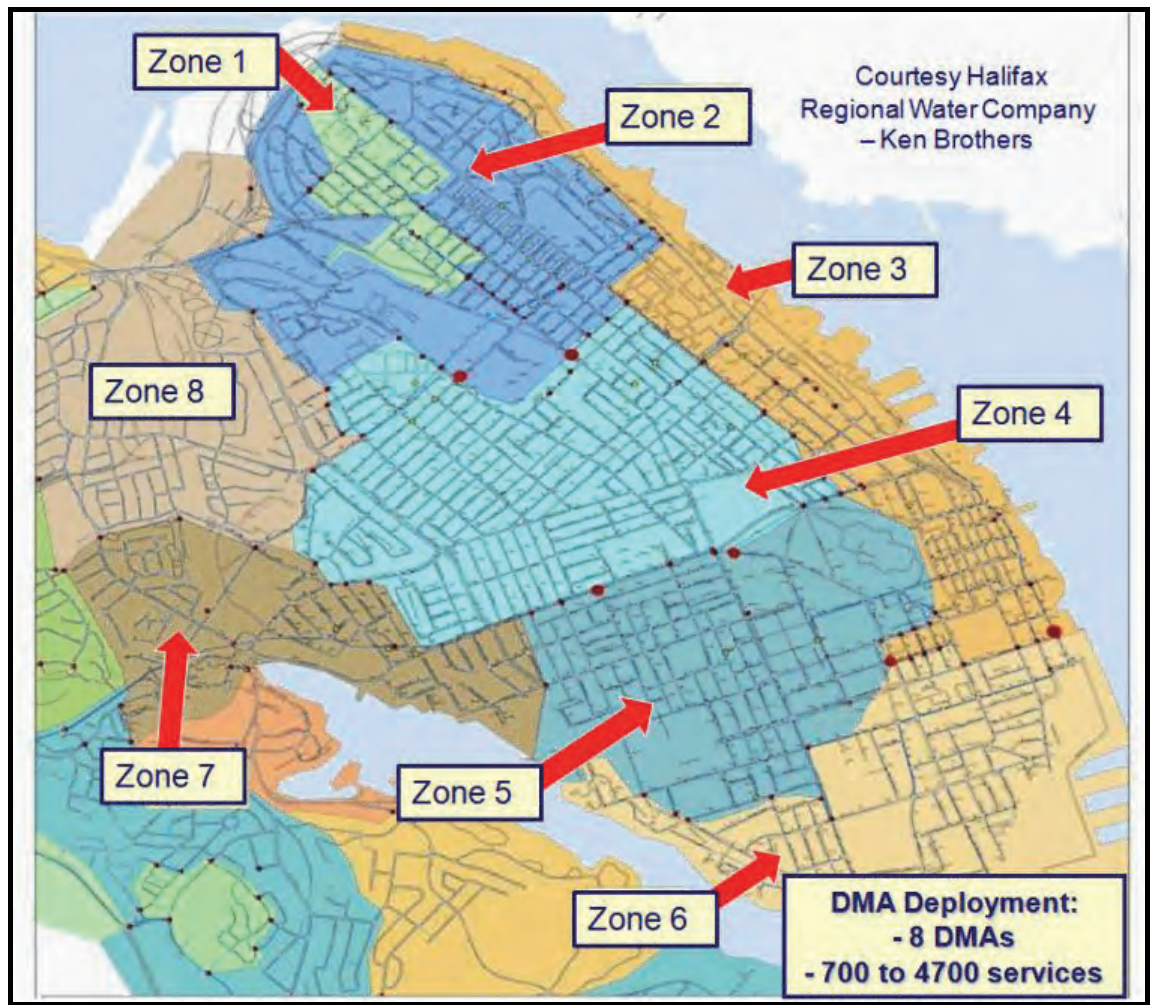 Zone 1
Courtesy Halifax
Regional Water Company
– Ken Brothers
Zone 2
Zone 3
Zone 8
Zone 4
Zone 7
Zone 5
Zone 6
DMA Deployment:
- 8 DMAs
- 700 to 4700 services